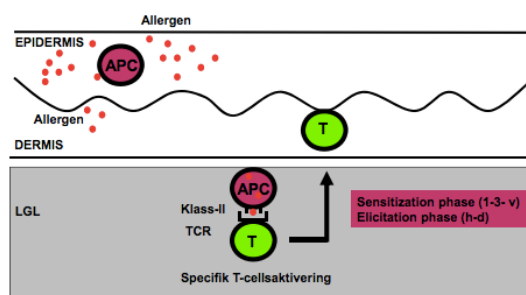 Allergen
EPIDERMIS
APC
Allergen
T
DERMIS
APC
LGL
Klass-II
TCR
T
Sensitization phase (1-3- v)
Elicitation phase (h-d)
Specifik T-cellsaktivering